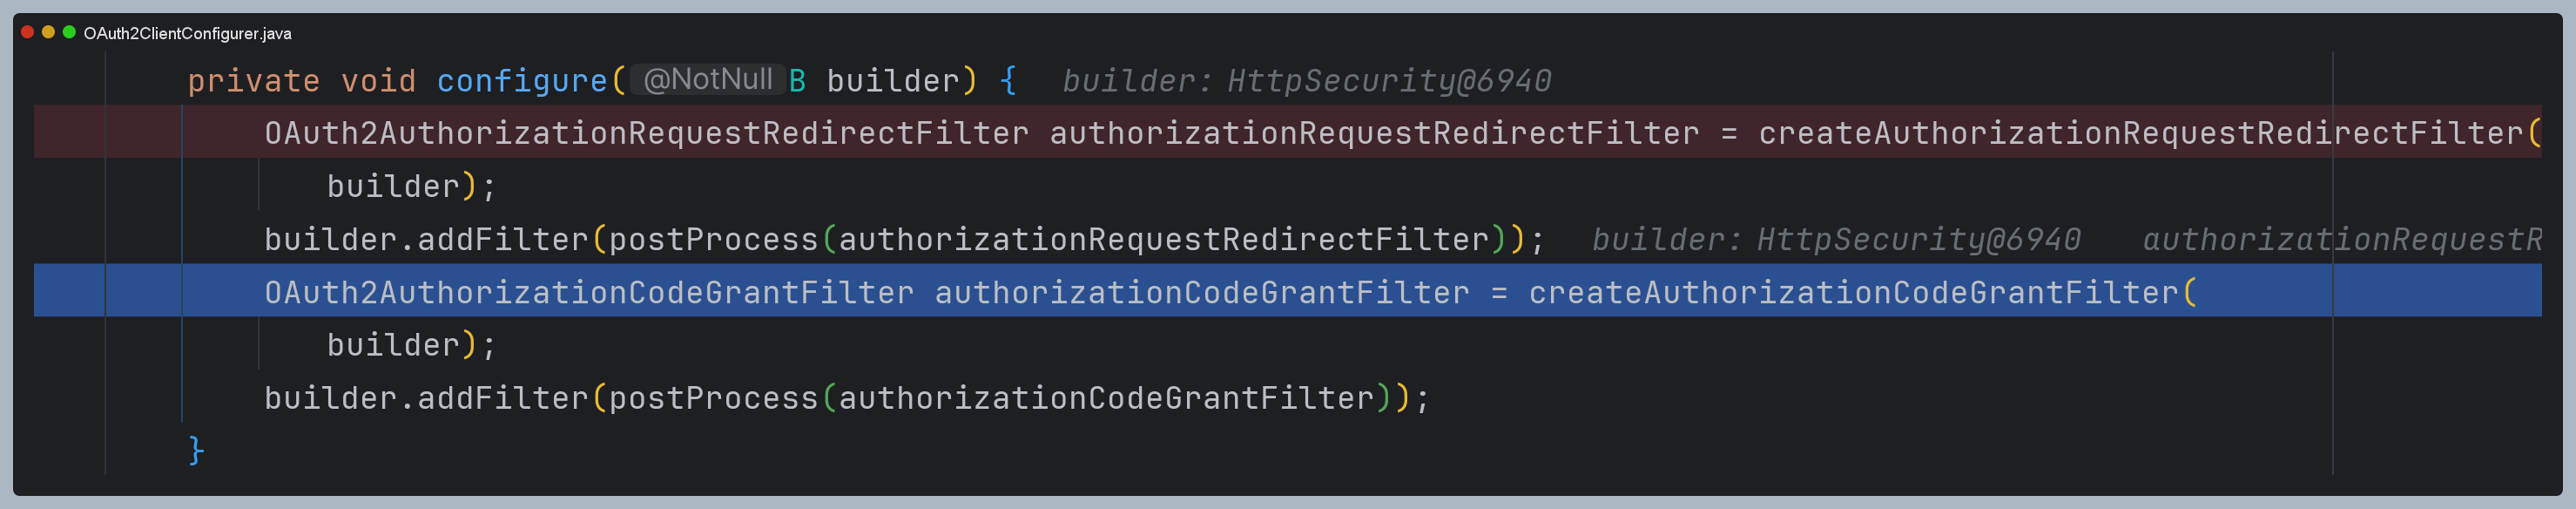 OAuth2ClientConfigurer.java
private void configure( @NotNull B builder) {   builder: HttpSecurity@6940
OAuth2AuthorizationRequestRedirectFilter authorizationRequestRedirectFilter = createAuthorizationRequestRedirectFilter(
builder);
builder.addFilter(postProcess(authorizationRequestRedirectFilter));   builder: HttpSecurity@6940   authorizationRequestR
OAuth2AuthorizationCodeGrantFilter authorizationCodeGrantFilter = createAuthorizationCodeGrantFilter(
builder);
builder.addFilter(postProcess(authorizationCodeGrantFilter));
}